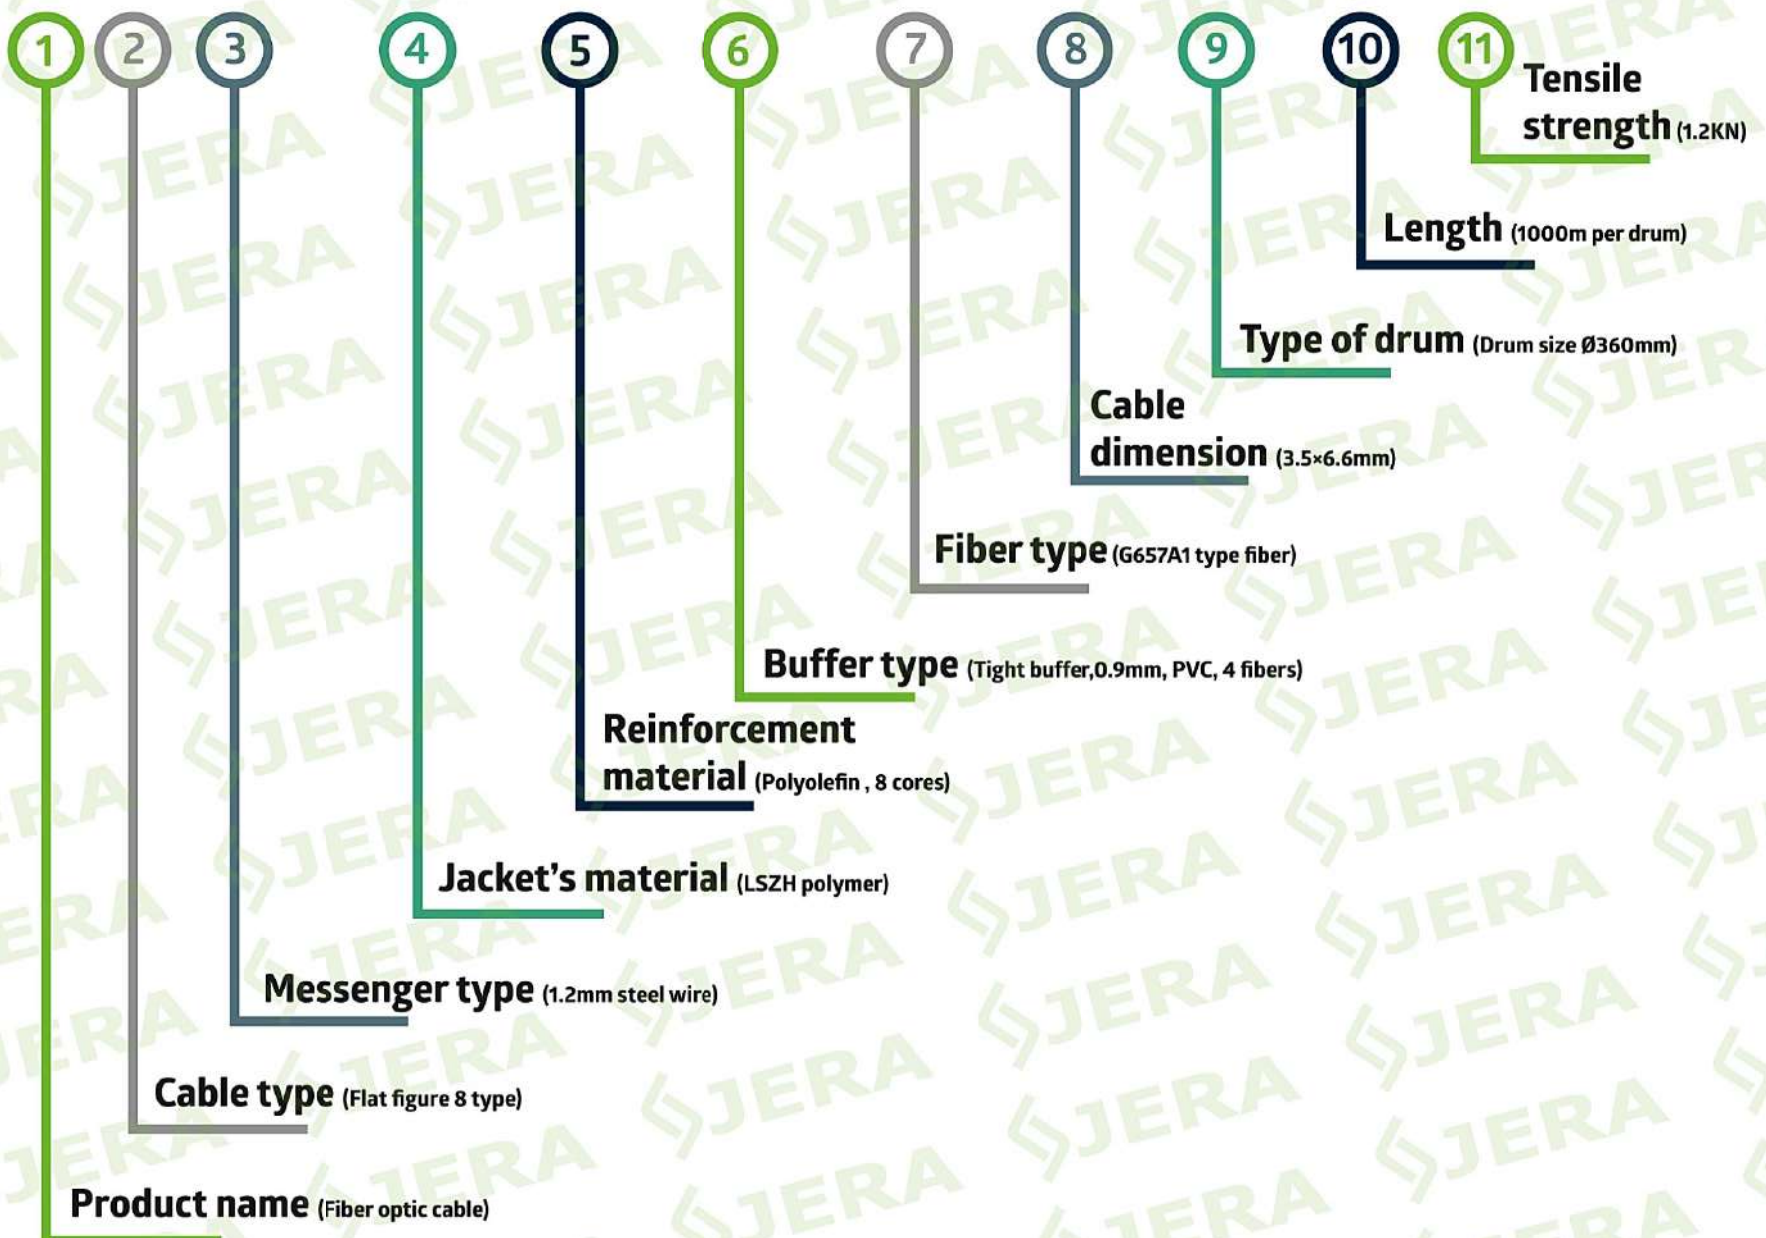 1 2 3 4 5 6 7 8 9 10 11
Tensile
strength (1.2KN)
Length (1000m per drum)
Type of drum (Drum size Ø360mm)
Cable
dimension (3.5×6.6mm)
Fiber type (G657A1 type fiber)
Buffer type (Tight buffer,0.9mm, PVC, 4 fibers)
Reinforcement
material (Polyolefin , 8 cores)
Jacket's material (LSZH polymer)
Messenger type (1.2mm steel wire)
Cable type (Flat figure 8 type)
Product name (Fiber optic cable)
JERA